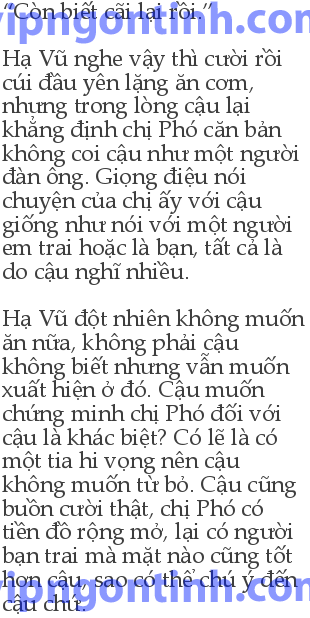 “Còn biết cãi lại rồi.”
vipngontinh.com
Hạ Vũ nghe vậy thì cười rồi
cúi đầu yên lặng ăn cơm,
nhưng trong lòng cậu lại
khẳng định chị Phó căn bản
không coi cậu như một người
đàn ông. Giọng điệu nói
chuyện của chị ấy với cậu
giống như nói với một người
em trai hoặc là bạn, tất cả là
do cậu nghĩ nhiều.
Hạ Vũ đột nhiên không muốn
ăn nữa, không phải cậu
không biết nhưng vẫn muốn
xuất hiện ở đó. Cậu muốn
chứng minh chị Phó đối với
cậu là khác biệt? Có lẽ là có
một tia hi vọng nên cậu
không muốn từ bỏ. Cậu cũng
buồn cười thật, chị Phó có
tiền đồ rộng mở, lại có người
bạn trai mà mặt nào cũng tốt
hơn cậu, sao có thể chú ý đến
cậu chứ.
vipngontinh.com